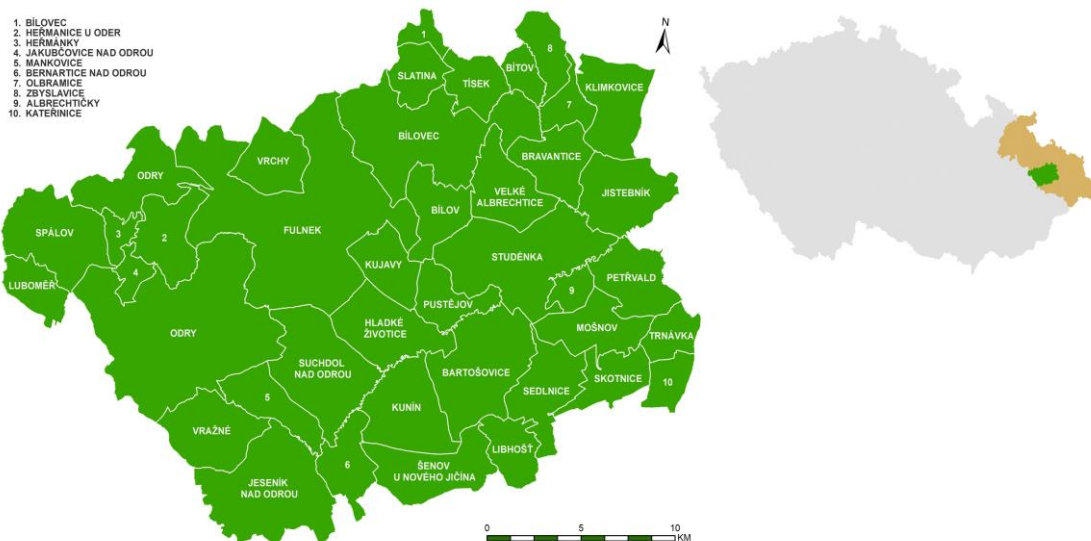 1. BÍLOVEC
2. HEŘMANICE U ODER
3. HEŘMÁNKY
4. JAKUBČOVICE NAD ODROU
5. MANKOVICE
6. BERNARTICE NAD ODROU
7. OLBRAMICE
8. ZBYSLAVICE
9. ALBRECHTIČKY
10. KATEŘINICE
N
1
8
SLATINA
TÍSEK
BÍTOV
KLIMKOVICE
7
BÍLOVEC
VRCHY
BRAVANTICE
ODRY
JISTEBNÍK
VELKÉ
ALBRECHTICE
BÍLOV
SPÁLOV
3
2
FULNEK
STUDÉNKA
KUJAVY
4
PETŘVALD
LUBOMĚŘ
9
PUSTĚJOV
HLADKÉ
ŽIVOTICE
MOŠNOV
TRNÁVKA
ODRY
SUCHDOL
NAD ODROU
BARTOŠOVICE
SKOTNICE
10
SEDLNICE
5
KUNÍN
VRAŽNÉ
LIBHOŠŤ
6
ŠENOV
U NOVÉHO JIČÍNA
JESENÍK
NAD ODROU
0 5 10
KM